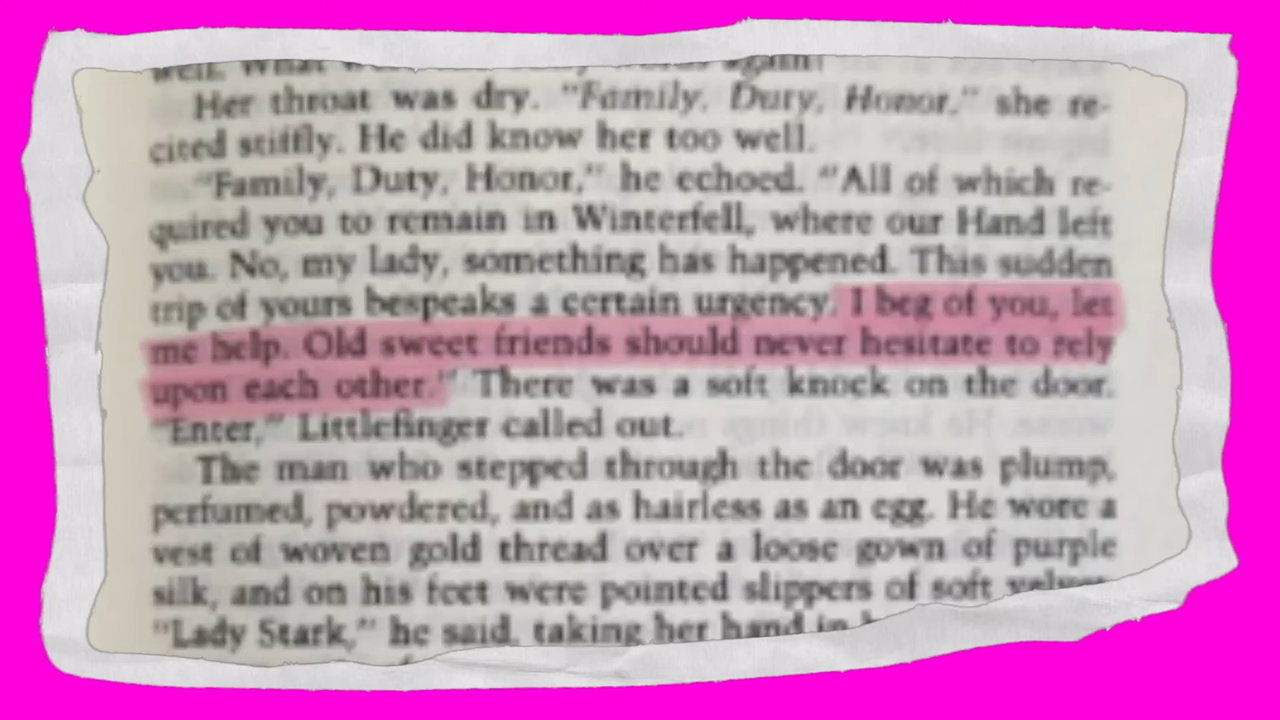 well. What again!
Her throat was dry. "Family, Duty, Honor," she re-
cited stiffly. He did know her too well.
"Family, Duty, Honor," he echoed. "All of which re-
quired you to remain in Winterfell, where our Hand left
you. No, my lady, something has happened. This sudden
trip of yours bespeaks a certain urgency. I beg of you, let
me help. Old sweet friends should never hesitate to rely
upon each other." There was a soft knock on the door.
"Enter," Littlefinger called out.
The man who stepped through the door was plump,
perfumed, powdered, and as hairless as an egg. He wore a
vest of woven gold thread over a loose gown of purple
silk, and on his feet were pointed slippers of soft velvet.
"Lady Stark," he said, taking her hand in